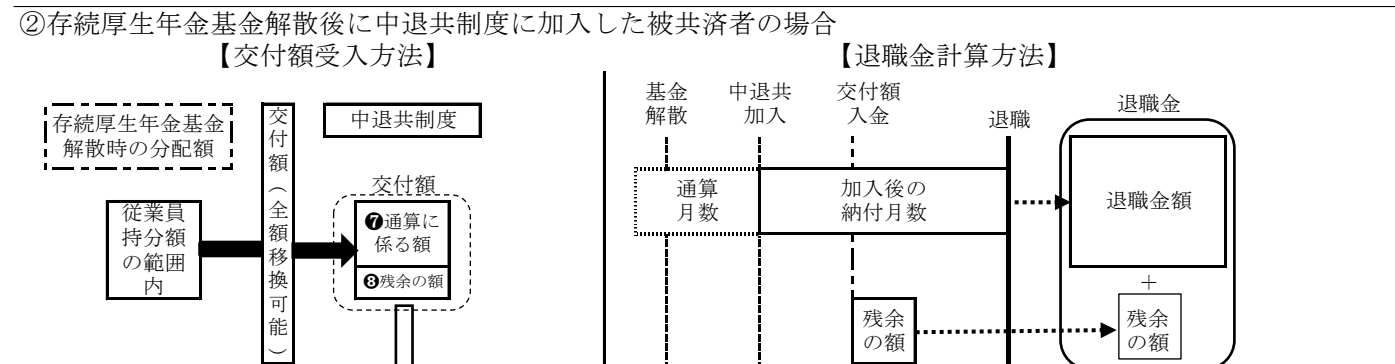 ②存続厚生年金基金解散後に中退共制度に加入した被共済者の場合
【交付額受入方法】
存続厚生年金基金
解散時の分配額
交付額（全額移換可能）
中退共制度
交付額
従業員
持分額
の範囲
内
❼通算に
係る額
❽残余の額
【退職金計算方法】
基金
解散
中退共
加入
交付額
入金
退職
退職金
通算
月数
加入後の
納付月数
退職金額
＋
残余
の額
残余
の額